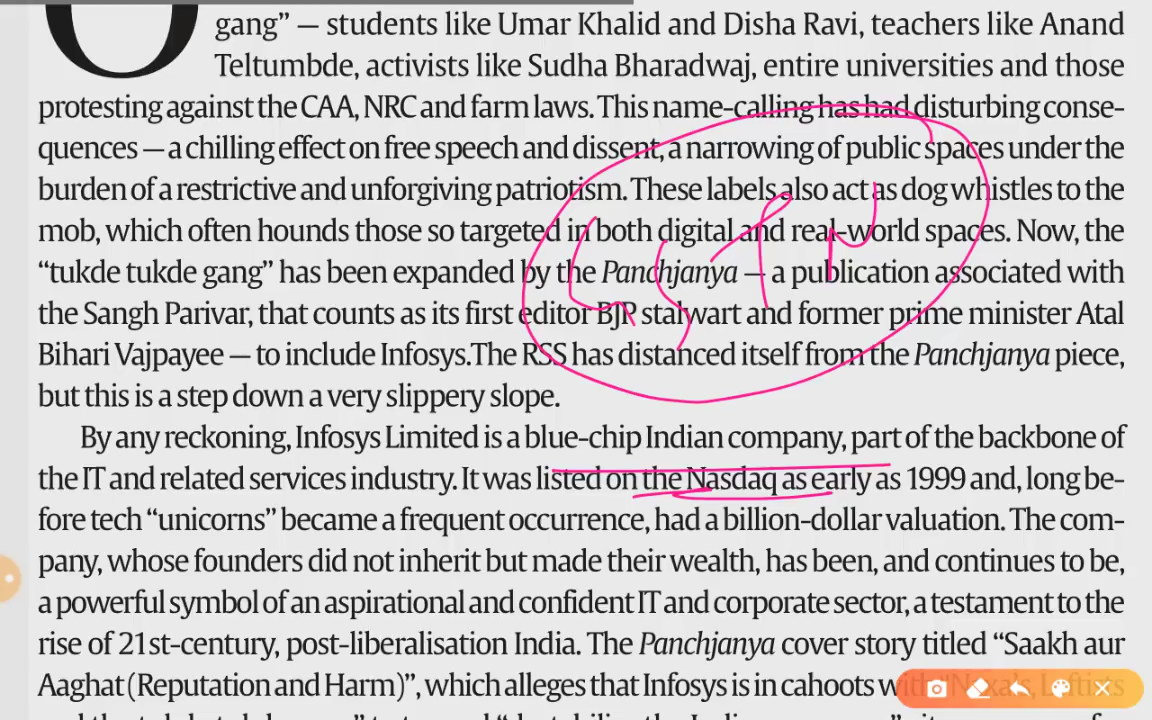 O gang” — students like Umar Khalid and Disha Ravi, teachers like Anand
Teltumbde, activists like Sudha Bharadwaj, entire universities and those
protesting against the CAA, NRC and farm laws. This name-calling has had disturbing conse-
quences — a chilling effect on free speech and dissent, a narrowing of public spaces under the
burden of a restrictive and unforgiving patriotism. These labels also act as dog whistles to the
mob, which often hounds those so targeted in both digital and real-world spaces. Now, the
“tukde tukde gang” has been expanded by the Panchjanya — a publication associated with
the Sangh Parivar, that counts as its first editor BJP stalwart and former prime minister Atal
Bihari Vajpayee — to include Infosys.The RSS has distanced itself from the Panchjanya piece,
but this is a step down a very slippery slope.
By any reckoning, Infosys Limited is a blue-chip Indian company, part of the backbone of
the IT and related services industry. It was listed on the Nasdaq as early as 1999 and, long be-
fore tech “unicorns” became a frequent occurrence, had a billion-dollar valuation. The com-
pany, whose founders did not inherit but made their wealth, has been, and continues to be,
a powerful symbol of an aspirational and confident IT and corporate sector, a testament to the
rise of 21st-century, post-liberalisation India. The Panchjanya cover story titled “Saakh aur
Aaghat (Reputation and Harm)”, which alleges that Infosys is in cahoots with “Naxals, Leftists